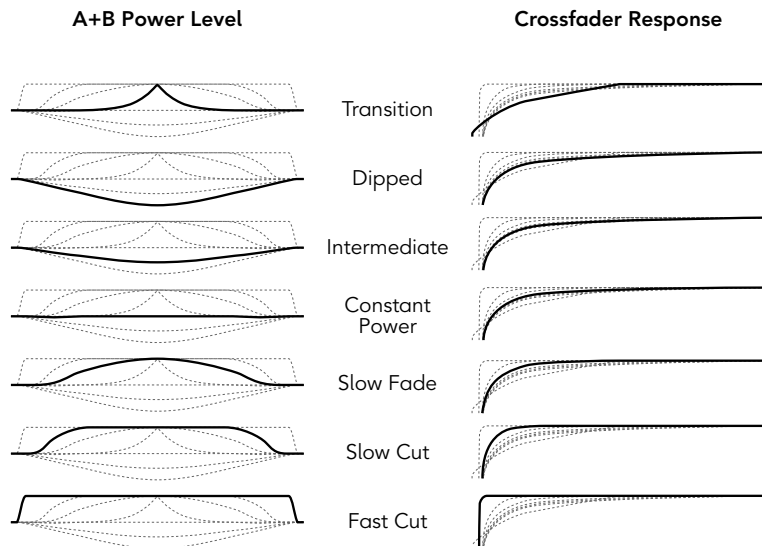 A+B Power Level
Crossfader Response
Transition
Dipped
Intermediate
Constant
Power
Slow Fade
Slow Cut
Fast Cut